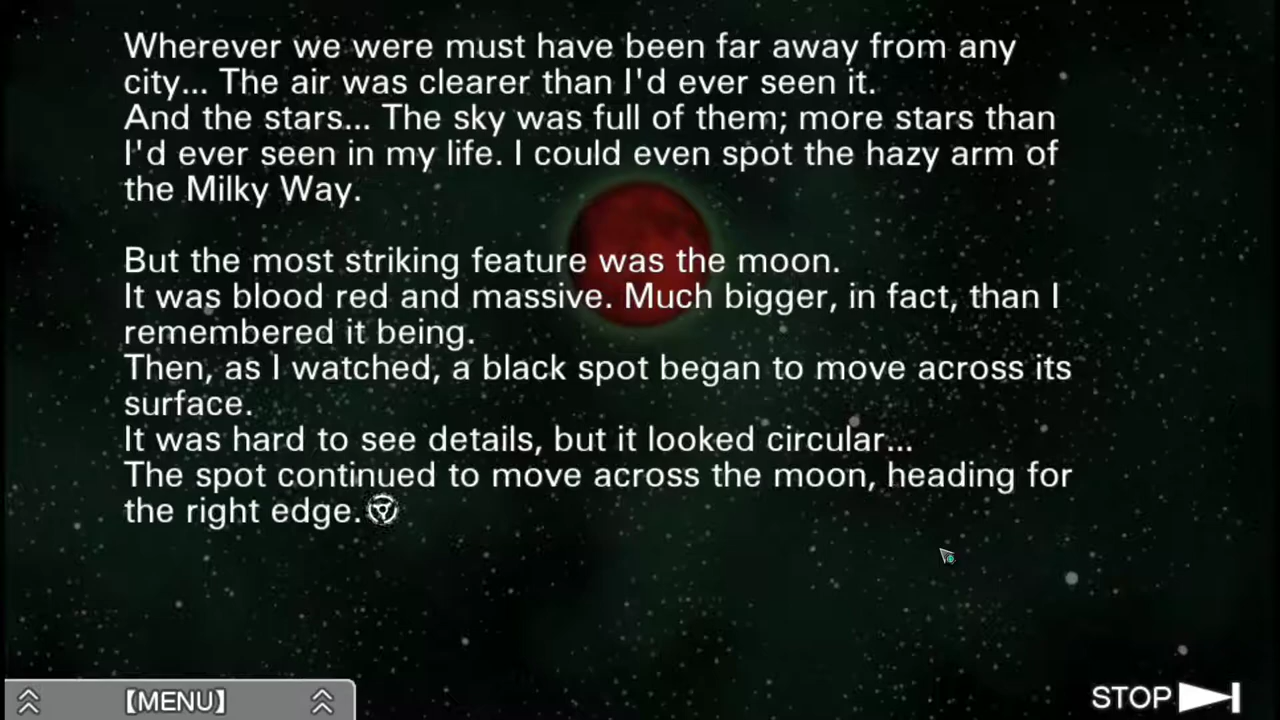 Wherever we were must have been far away from any
city... The air was clearer than I'd ever seen it.
And the stars... The sky was full of them; more stars than
I'd ever seen in my life. I could even spot the hazy arm of
the Milky Way.
But the most striking feature was the moon.
It was blood red and massive. Much bigger, in fact, than I
remembered it being.
Then, as I watched, a black spot began to move across its
surface.
It was hard to see details, but it looked circular...
The spot continued to move across the moon, heading for
the right edge.
【MENU】
STOP